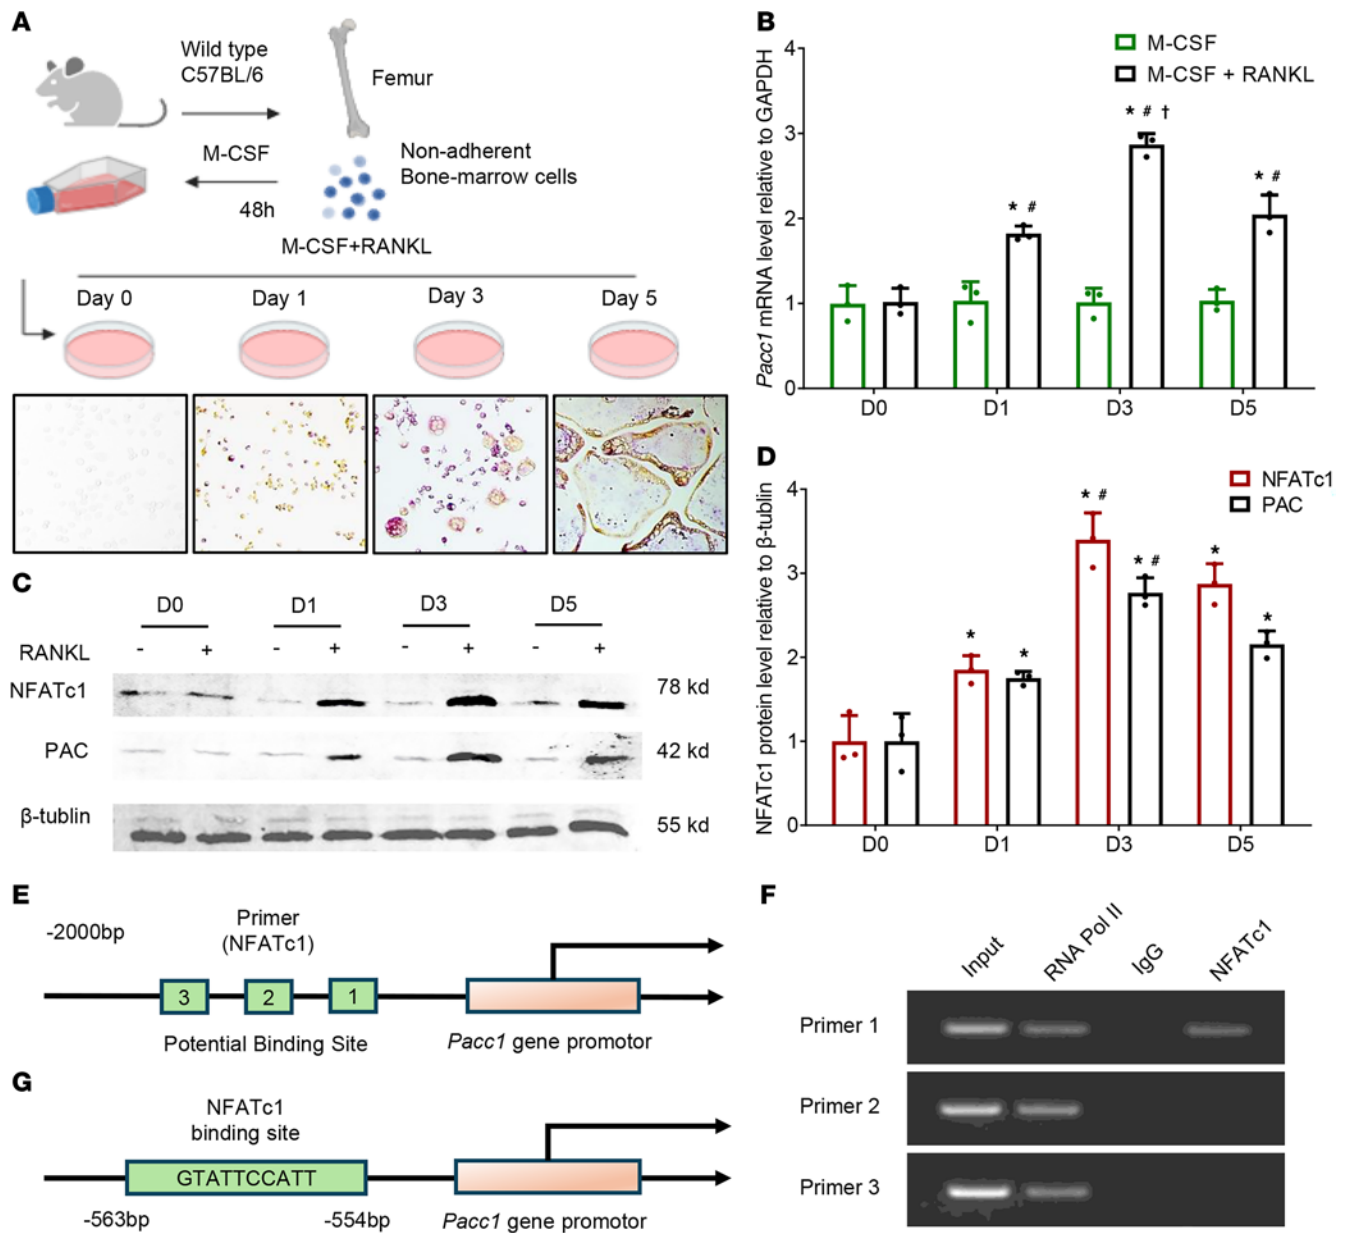 A
Wild type
C57BL/6
Femur
M-CSF
48h
Non-adherent
Bone-marrow cells
M-CSF+RANKL
Day 0 Day 1 Day 3 Day 5
B
Pacc1 mRNA level relative to GAPDH
M-CSF
M-CSF + RANKL
4
3
2
1
0
* #
* # †
* #
D0 D1 D3 D5
C
D0 D1 D3 D5
RANKL - + - + - + - +
NFATc1 78 kd
PAC 42 kd
β-tublin 55 kd
D
NFATc1 protein level relative to β-tublin
NFATc1
PAC
4
3
2
1
0
*
*
* #
* #
*
*
D0 D1 D3 D5
E
-2000bp
Primer
(NFATc1)
3 2 1
Potential Binding Site
Pacc1 gene promotor
F
Input RNA Pol II IgG NFATc1
Primer 1
Primer 2
Primer 3
G
NFATc1
binding site
GTATTCCATT
-563bp -554bp
Pacc1 gene promotor